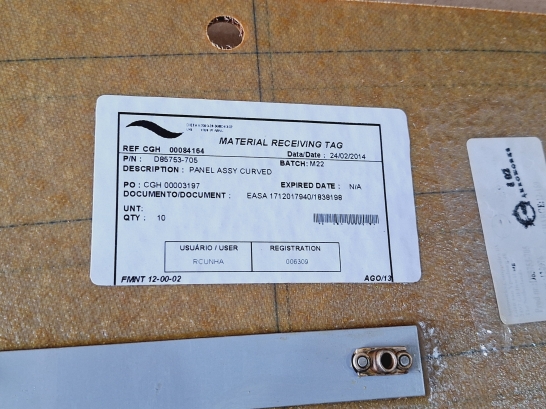 MATERIAL RECEIVING TAG
REF CGH 00084164
Data/Date : 24/02/2014
P/N : D85753-705
BATCH: M22
DESCRIPTION : PANEL ASSY CURVED
PO : CGH 00003197
EXPIRED DATE : N/A
DOCUMENTO/DOCUMENT : EASA 1712017940/1838198
UNT:
QTY : 10
USUÁRIO / USER
REGISTRATION
RCUNHA
006309
FMNT 12-00-02
AGO/13